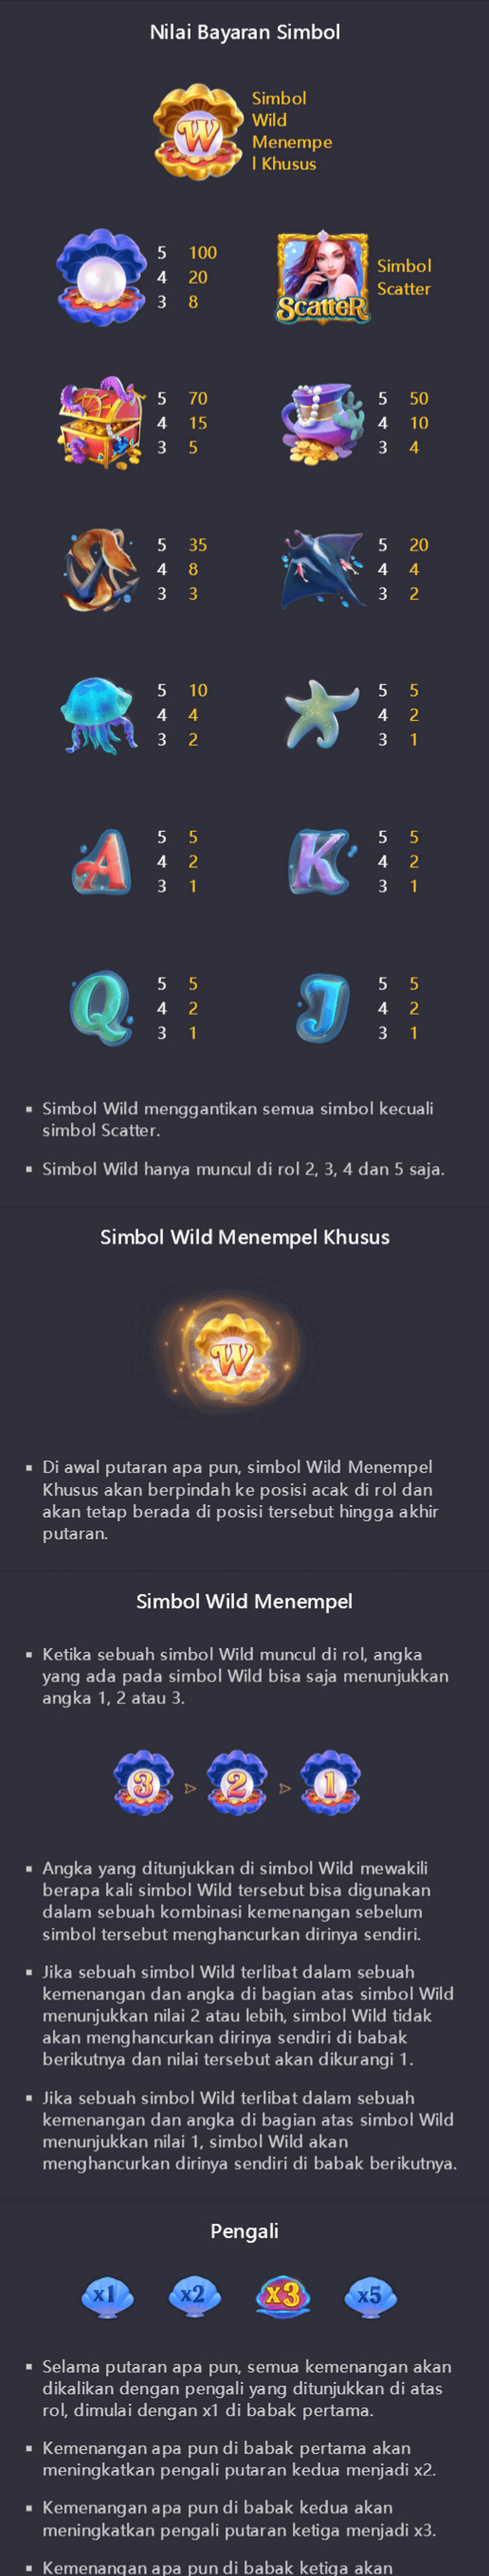 Nilai Bayaran Simbol
W
Simbol
Wild
Menempe
l Khusus
5 100
4 20
3 8
ScatteR
Simbol
Scatter
5 70
4 15
3 5
5 50
4 10
3 4
5 35
4 8
3 3
5 20
4 4
3 2
5 10
4 4
3 2
5 5
4 2
3 1
A
5 5
4 2
3 1
K
5 5
4 2
3 1
Q
5 5
4 2
3 1
J
5 5
4 2
3 1
▪ Simbol Wild menggantikan semua simbol kecuali
simbol Scatter.
▪ Simbol Wild hanya muncul di rol 2, 3, 4 dan 5 saja.
Simbol Wild Menempel Khusus
W
▪ Di awal putaran apa pun, simbol Wild Menempel
Khusus akan berpindah ke posisi acak di rol dan
akan tetap berada di posisi tersebut hingga akhir
putaran.
Simbol Wild Menempel
▪ Ketika sebuah simbol Wild muncul di rol, angka
yang ada pada simbol Wild bisa saja menunjukkan
angka 1, 2 atau 3.
3 2 1
▪ Angka yang ditunjukkan di simbol Wild mewakili
berapa kali simbol Wild tersebut bisa digunakan
dalam sebuah kombinasi kemenangan sebelum
simbol tersebut menghancurkan dirinya sendiri.
▪ Jika sebuah simbol Wild terlibat dalam sebuah
kemenangan dan angka di bagian atas simbol Wild
menunjukkan nilai 2 atau lebih, simbol Wild tidak
akan menghancurkan dirinya sendiri di babak
berikutnya dan nilai tersebut akan dikurangi 1.
▪ Jika sebuah simbol Wild terlibat dalam sebuah
kemenangan dan angka di bagian atas simbol Wild
menunjukkan nilai 1, simbol Wild akan
menghancurkan dirinya sendiri di babak berikutnya.
Pengali
x1 x2 x3 x5
▪ Selama putaran apa pun, semua kemenangan akan
dikalikan dengan pengali yang ditunjukkan di atas
rol, dimulai dengan x1 di babak pertama.
▪ Kemenangan apa pun di babak pertama akan
meningkatkan pengali putaran kedua menjadi x2.
▪ Kemenangan apa pun di babak kedua akan
meningkatkan pengali putaran ketiga menjadi x3.
▪ Kemenangan apa pun di babak ketiga akan